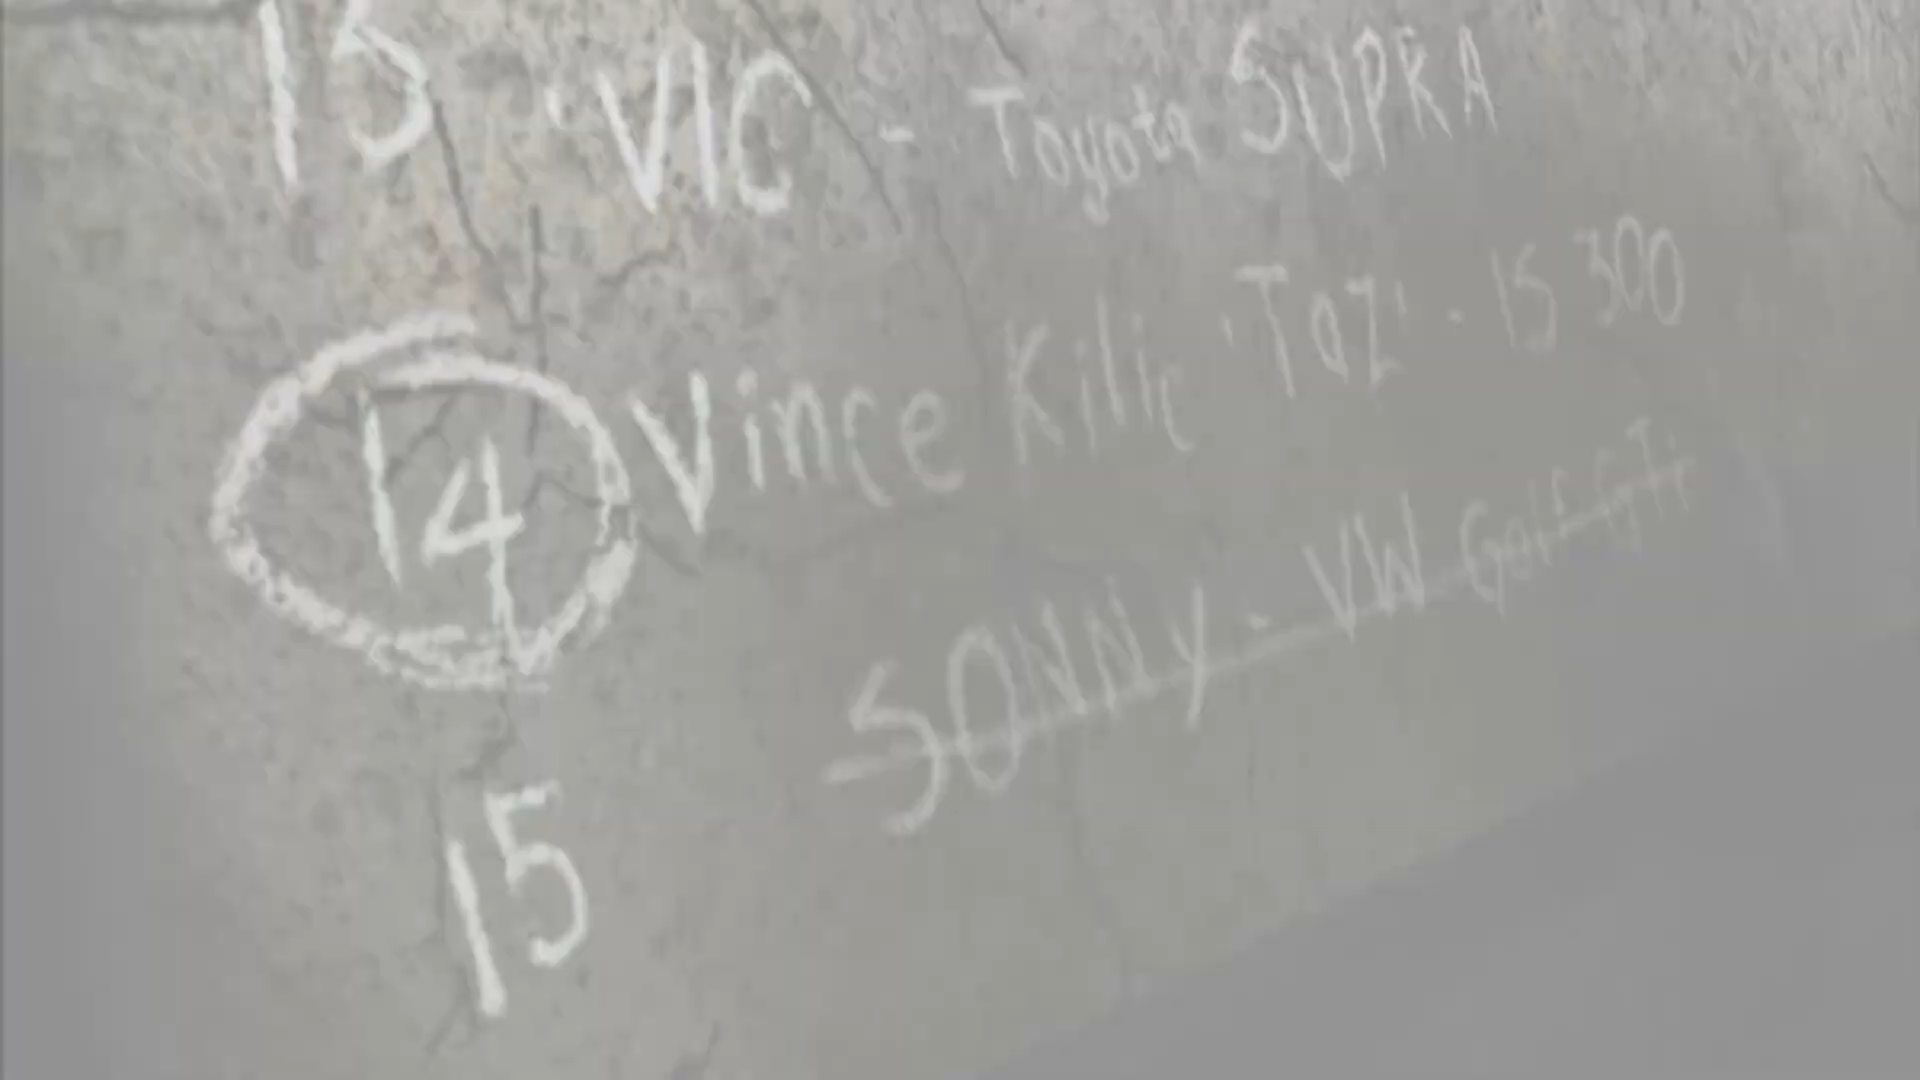 13 'VIC - Toyota SUPRA
14 Vince Kilic 'TAZ' - IS 300
15 SONNY - VW Golf GTi